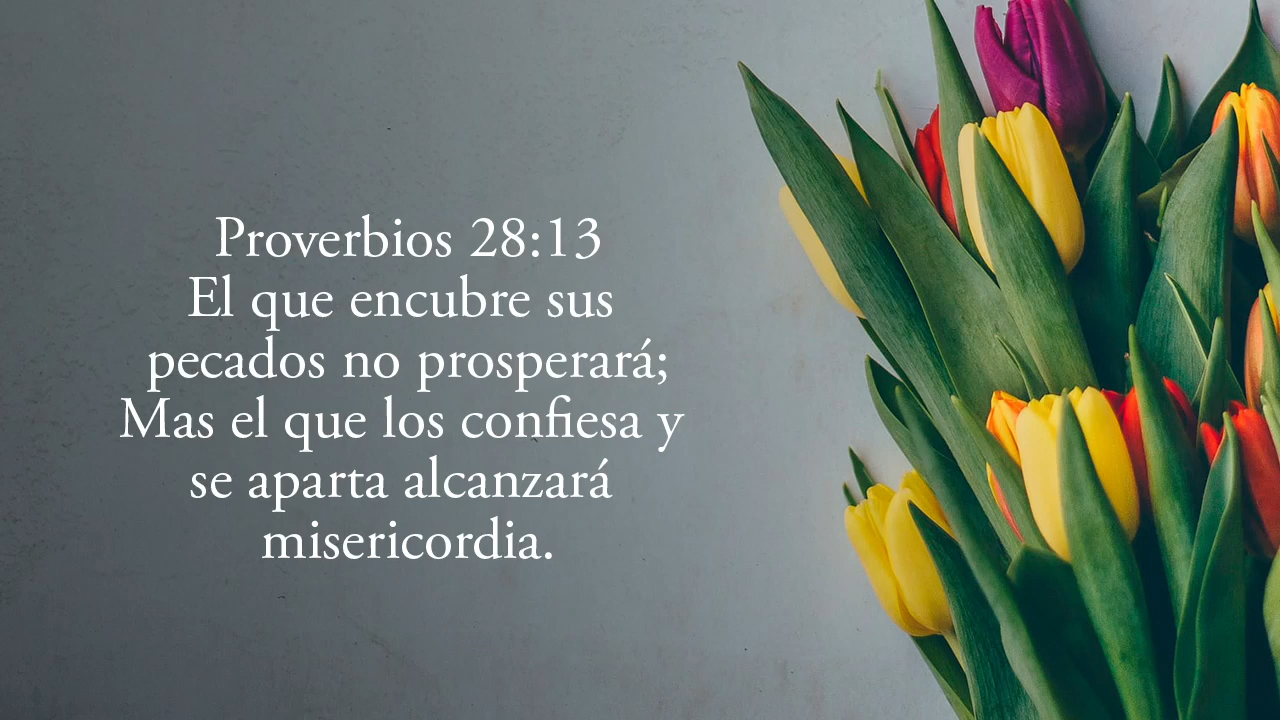 Proverbios 28:13
El que encubre sus
pecados no prosperará;
Mas el que los confiesa y
se aparta alcanzará
misericordia.